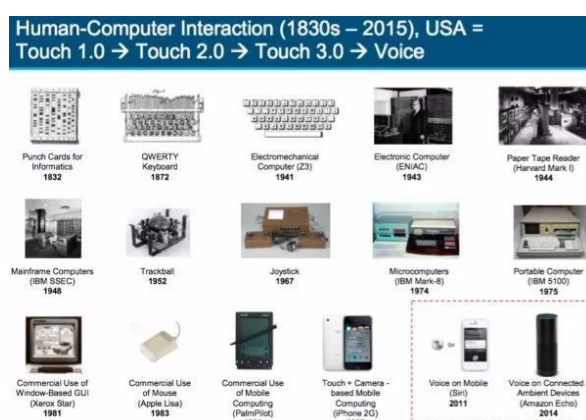 Human-Computer Interaction (1830s – 2015), USA =
Touch 1.0 → Touch 2.0 → Touch 3.0 → Voice
Punch Cards for
Informatics
1832
QWERTY
Keyboard
1872
Electromechanical
Computer (Z3)
1941
Electronic Computer
(ENIAC)
1943
Paper Tape Reader
(Harvard Mark I)
1944
Mainframe Computers
(IBM SSEC)
1948
Trackball
1952
Joystick
1967
Microcomputers
(IBM Mark-8)
1974
Portable Computer
(IBM 5100)
1975
Commercial Use of
Window-Based GUI
(Xerox Star)
1981
Commercial Use
of Mouse
(Apple Lisa)
1983
Commercial Use of
Mobile
Computing
(PalmPilot)
Touch + Camera -
based Mobile
Computing
(iPhone 2G)
Voice on Mobile
(Siri)
2011
Voice on Connected
Ambient Devices
(Amazon Echo)
2014